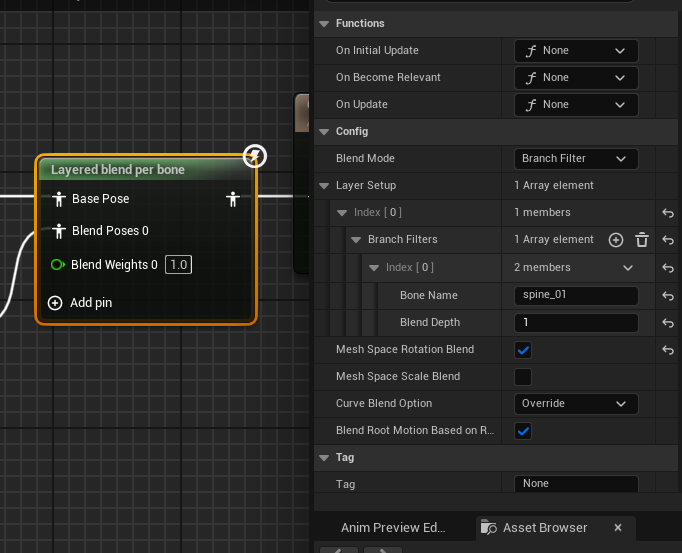 Layered blend per bone
Base Pose
Blend Poses 0
Blend Weights 0 1.0
Add pin
Functions
On Initial Update None
On Become Relevant None
On Update None
Config
Blend Mode Branch Filter
Layer Setup 1 Array element
Index [ 0 ] 1 members
Branch Filters 1 Array element
Index [ 0 ] 2 members
Bone Name spine_01
Blend Depth 1
Mesh Space Rotation Blend
Mesh Space Scale Blend
Curve Blend Option Override
Blend Root Motion Based on R...
Tag
Tag None
Anim Preview Ed... Asset Browser